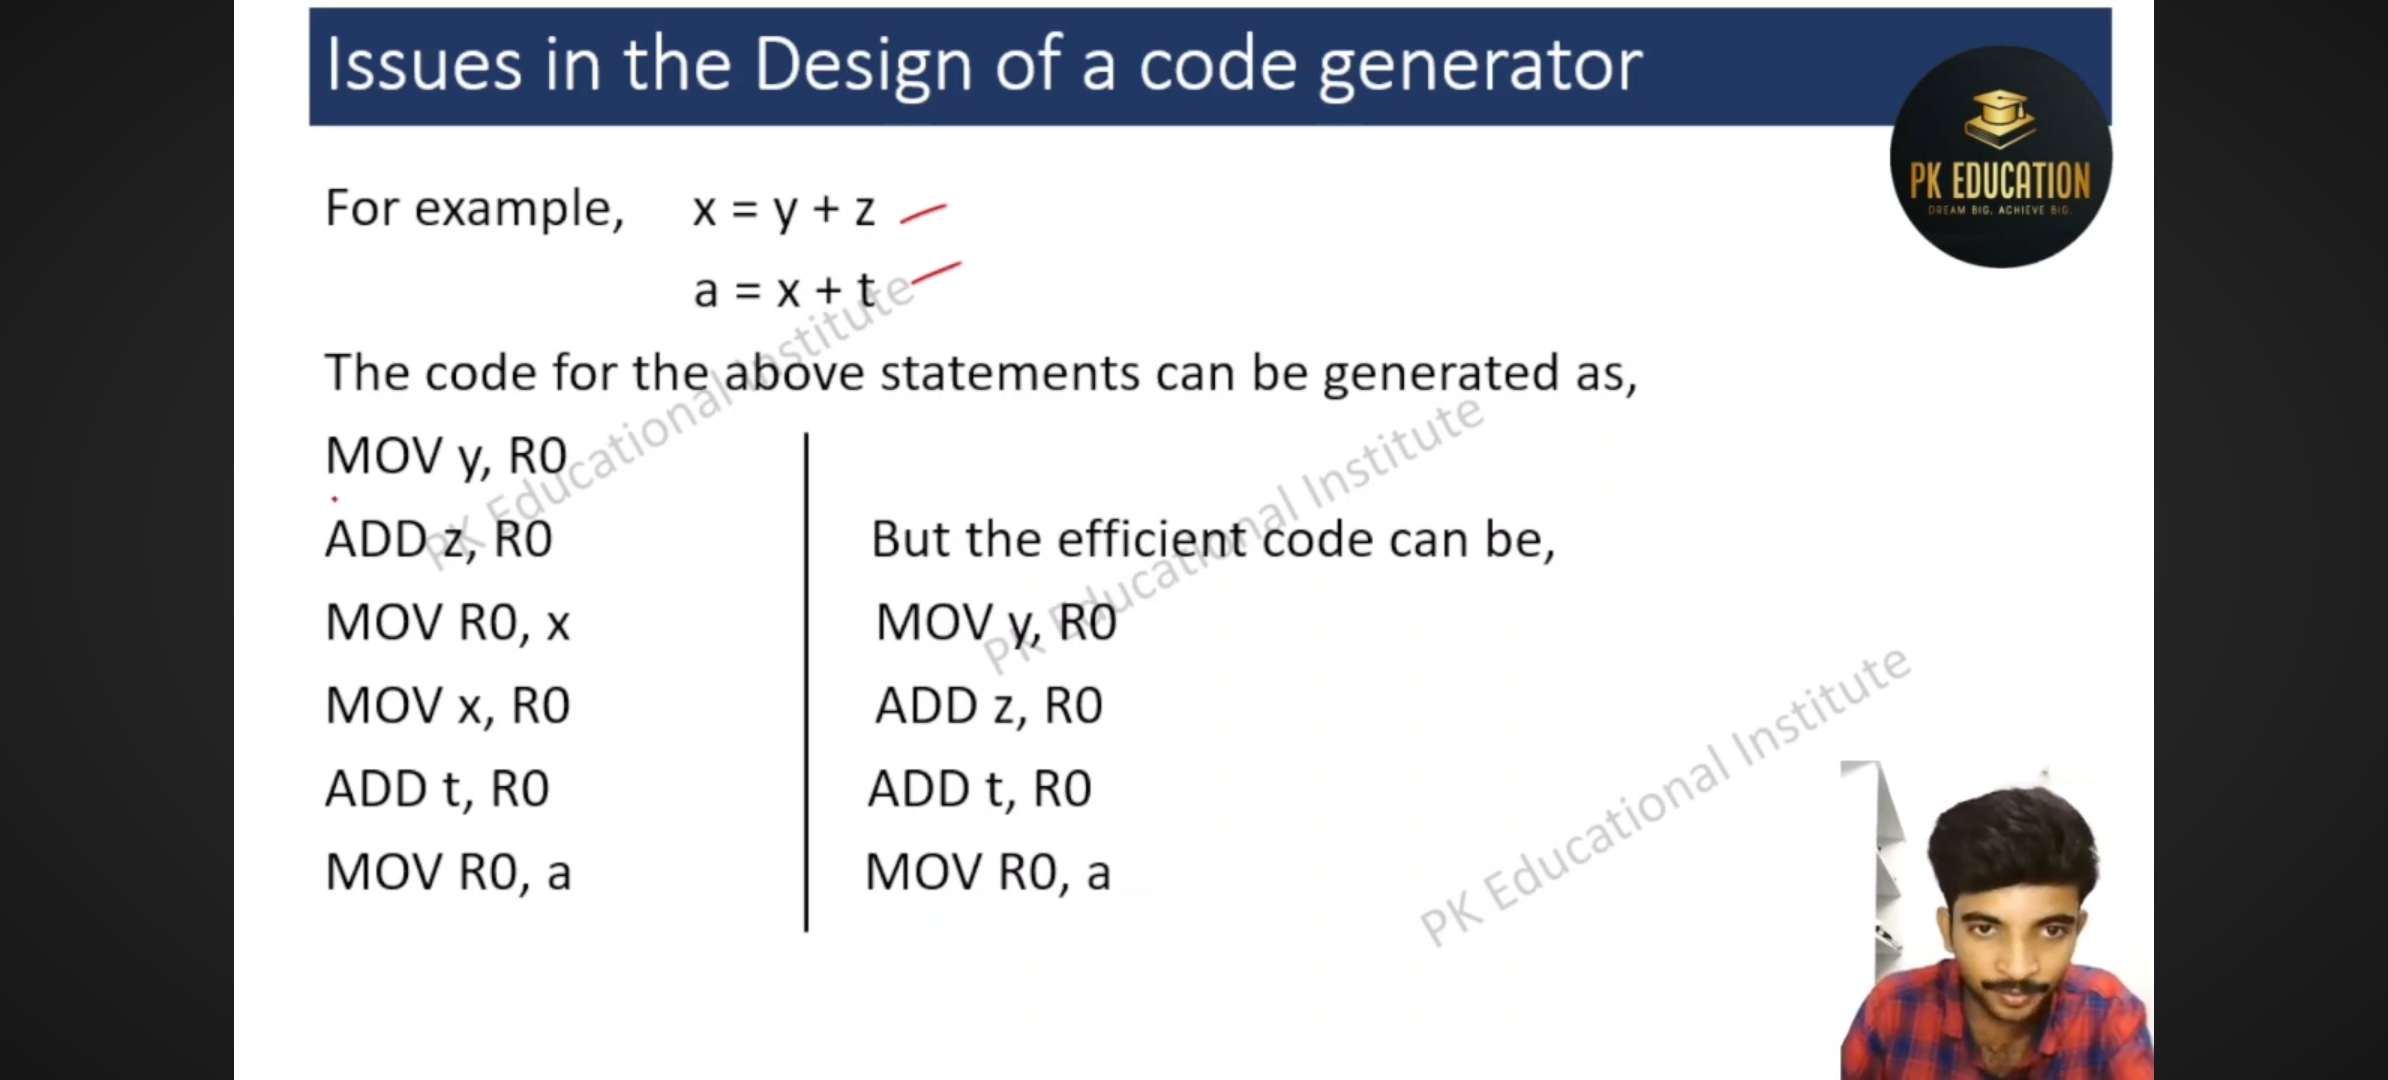 Issues in the Design of a code generator
PK EDUCATION
DREAM BIG. ACHIEVE BIG.
For example, x = y + z
a = x + t
The code for the above statements can be generated as,
MOV y, R0
ADD z, R0
MOV R0, x
MOV x, R0
ADD t, R0
MOV R0, a
But the efficient code can be,
MOV y, R0
ADD z, R0
ADD t, R0
MOV R0, a
PK Educational Institute
PK Educational Institute
PK Educational Institute